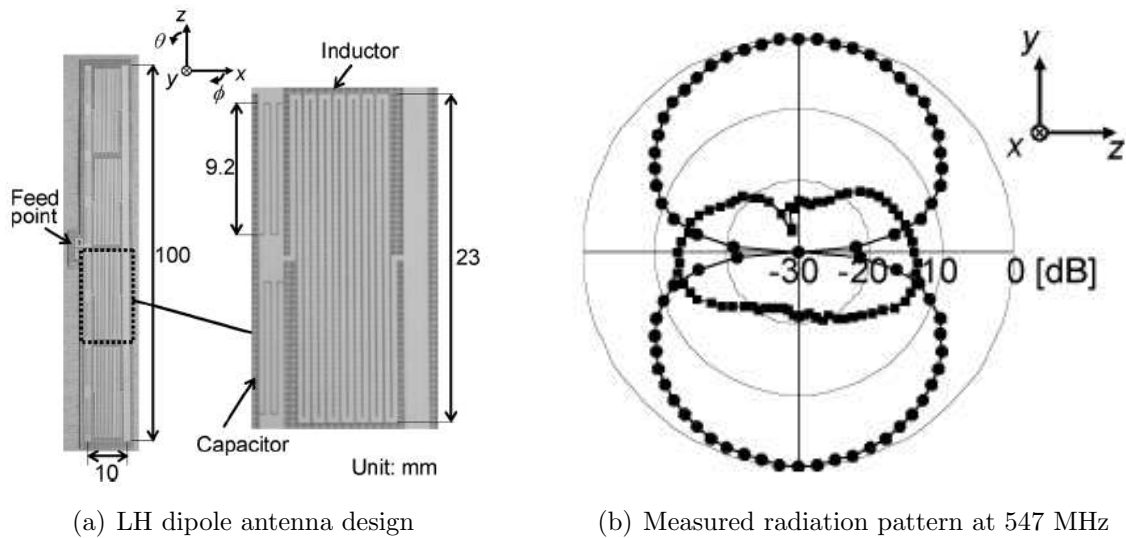 z
θ
y
x
ϕ
Inductor
9.2
Feed
point
100
23
Capacitor
10
Unit: mm
y
x
z
-30 -20 -10 0 [dB]
(a) LH dipole antenna design
(b) Measured radiation pattern at 547 MHz